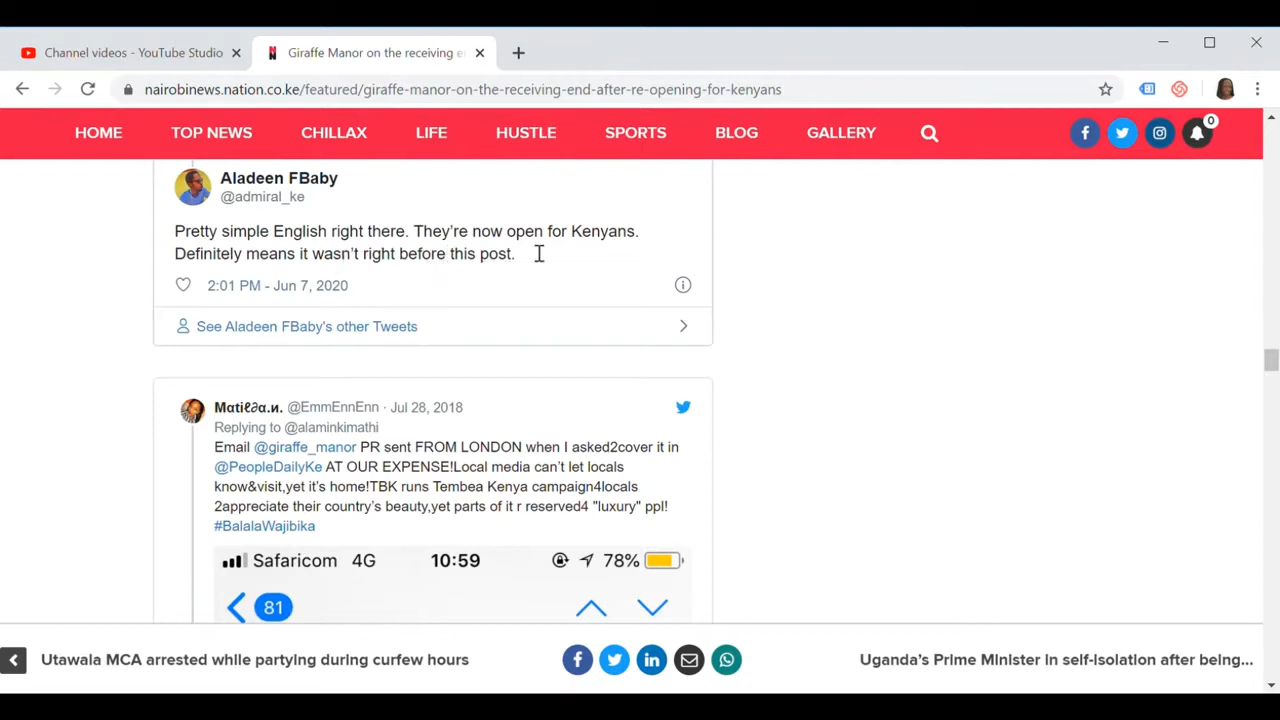 Channel videos - YouTube Studio
Giraffe Manor on the receiving e
nairobinews.nation.co.ke/featured/giraffe-manor-on-the-receiving-end-after-re-opening-for-kenyans
HOME TOP NEWS CHILLAX LIFE HUSTLE SPORTS BLOG GALLERY 0
Aladeen FBaby
@admiral_ke
Pretty simple English right there. They're now open for Kenyans.
Definitely means it wasn't right before this post.
2:01 PM - Jun 7, 2020
See Aladeen FBaby's other Tweets
Mαtiℓ∂α.и. @EmmEnnEnn · Jul 28, 2018
Replying to @alaminkimathi
Email @giraffe_manor PR sent FROM LONDON when I asked2cover it in
@PeopleDailyKe AT OUR EXPENSE!Local media can't let locals
know&visit,yet it's home!TBK runs Tembea Kenya campaign4locals
2appreciate their country's beauty,yet parts of it r reserved4 "luxury" ppl!
#BalalaWajibika
Safaricom 4G 10:59 78%
81
Utawala MCA arrested while partying during curfew hours
Uganda's Prime Minister in self-isolation after being...